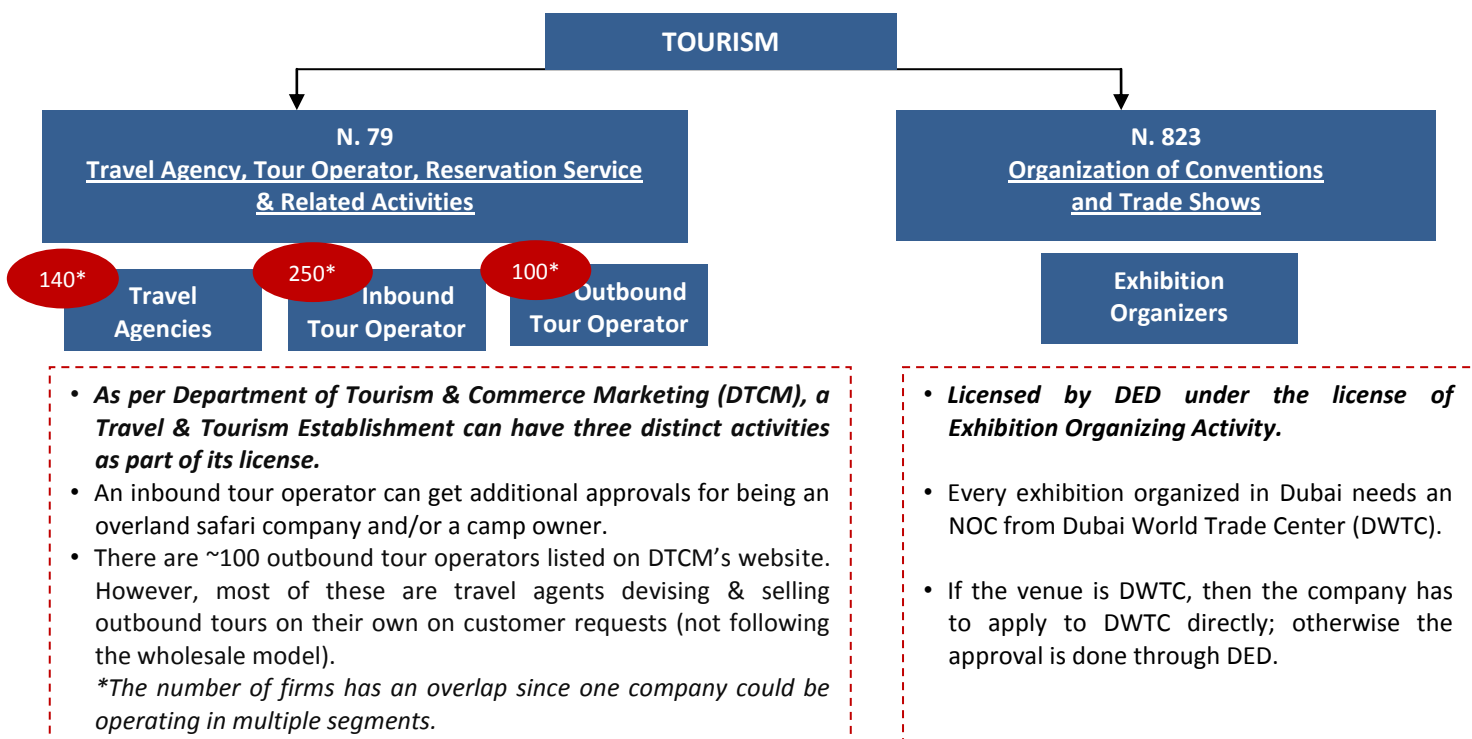 TOURISM
N. 79
Travel Agency, Tour Operator, Reservation Service
& Related Activities
N. 823
Organization of Conventions
and Trade Shows
140*
Travel
Agencies
250*
Inbound
Tour Operator
100*
Outbound
Tour Operator
Exhibition
Organizers
• As per Department of Tourism & Commerce Marketing (DTCM), a
Travel & Tourism Establishment can have three distinct activities
as part of its license.
• An inbound tour operator can get additional approvals for being an
overland safari company and/or a camp owner.
• There are ~100 outbound tour operators listed on DTCM's website.
However, most of these are travel agents devising & selling
outbound tours on their own on customer requests (not following
the wholesale model).
*The number of firms has an overlap since one company could be
operating in multiple segments.
• Licensed by DED under the license of
Exhibition Organizing Activity.
• Every exhibition organized in Dubai needs an
NOC from Dubai World Trade Center (DWTC).
• If the venue is DWTC, then the company has
to apply to DWTC directly; otherwise the
approval is done through DED.